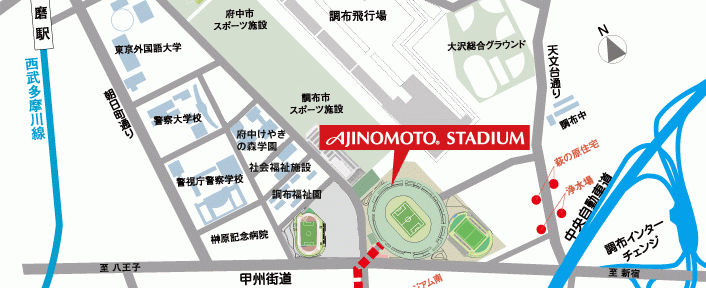 府中市
スポーツ施設
調布飛行場
大沢総合グラウンド
天文台通り
N
磨駅
西武多摩川線
東京外国語大学
朝日町通り
警察大学校
調布市
スポーツ施設
調布中
府中けやき
の森学園
AJINOMOTO. STADIUM
萩の原住宅
社会福祉施設
浄水場
警視庁警察学校
調布福祉園
中央自動車道
榊原記念病院
調布インター
チェンジ
至 八王子
甲州街道
至 新宿
ジアム南